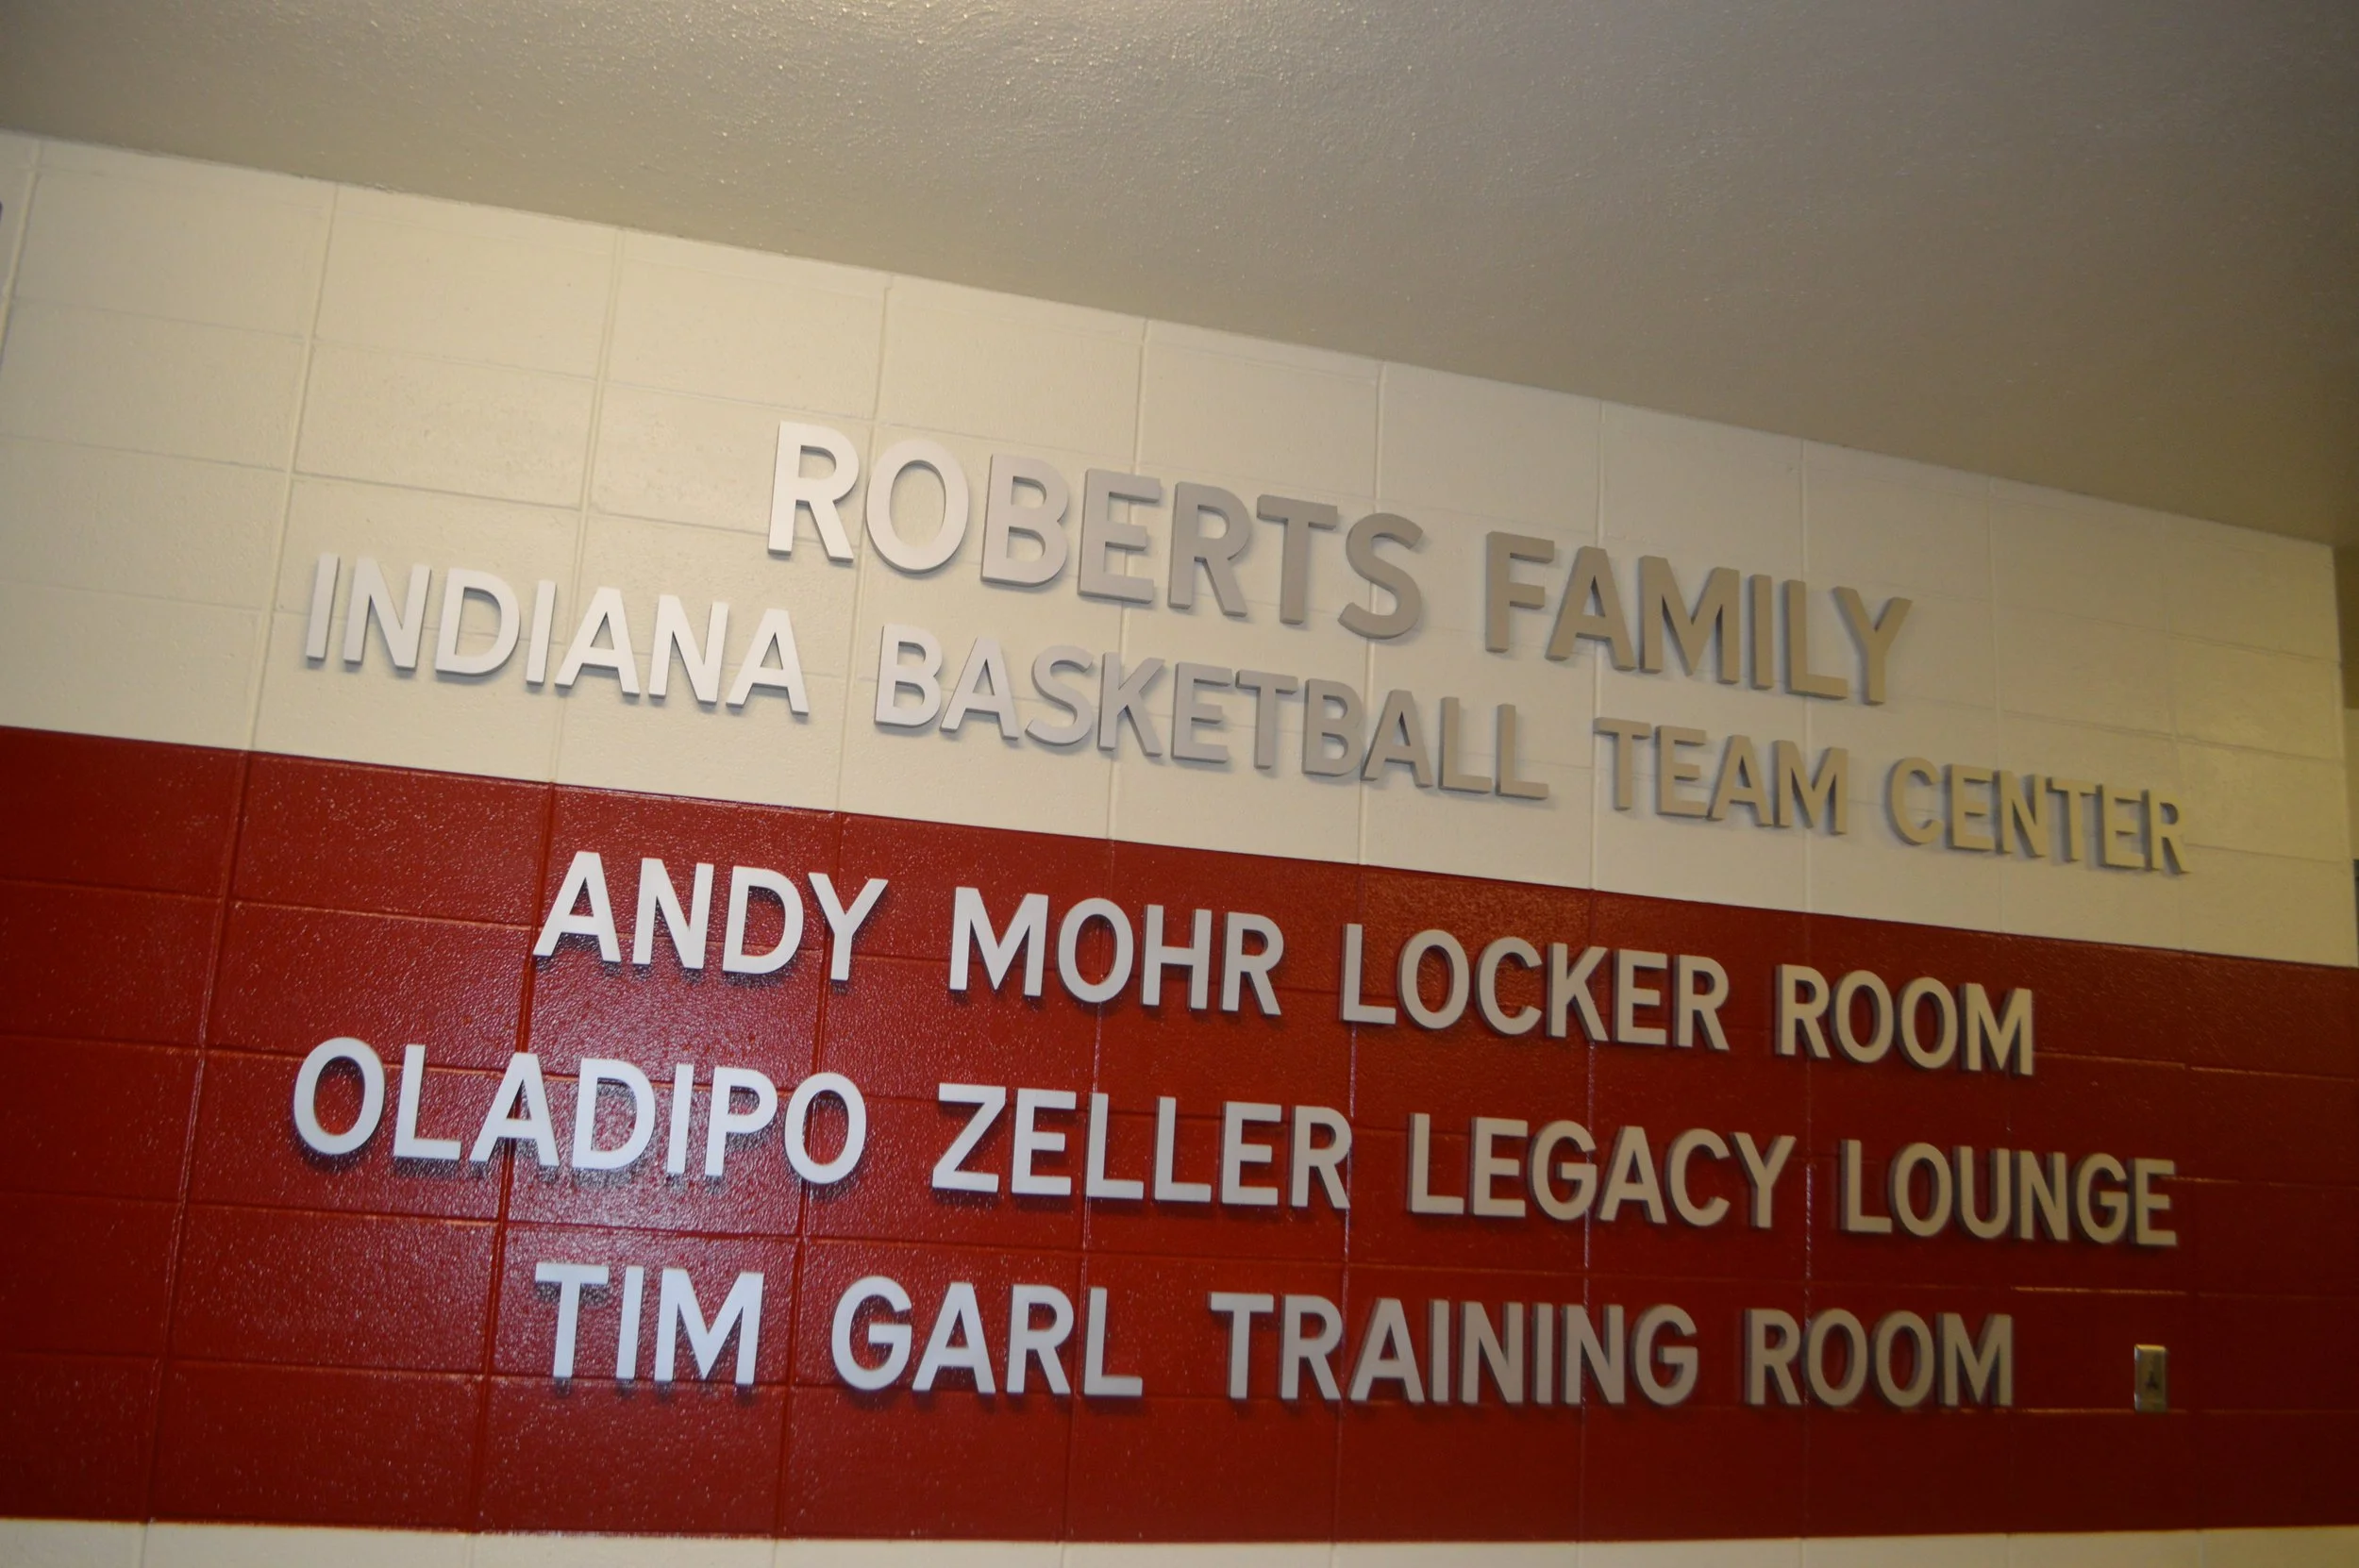 ROBERTS FAMILY
INDIANA BASKETBALL TEAM CENTER
ANDY MOHR LOCKER ROOM
OLADIPO ZELLER LEGACY LOUNGE
TIM GARL TRAINING ROOM